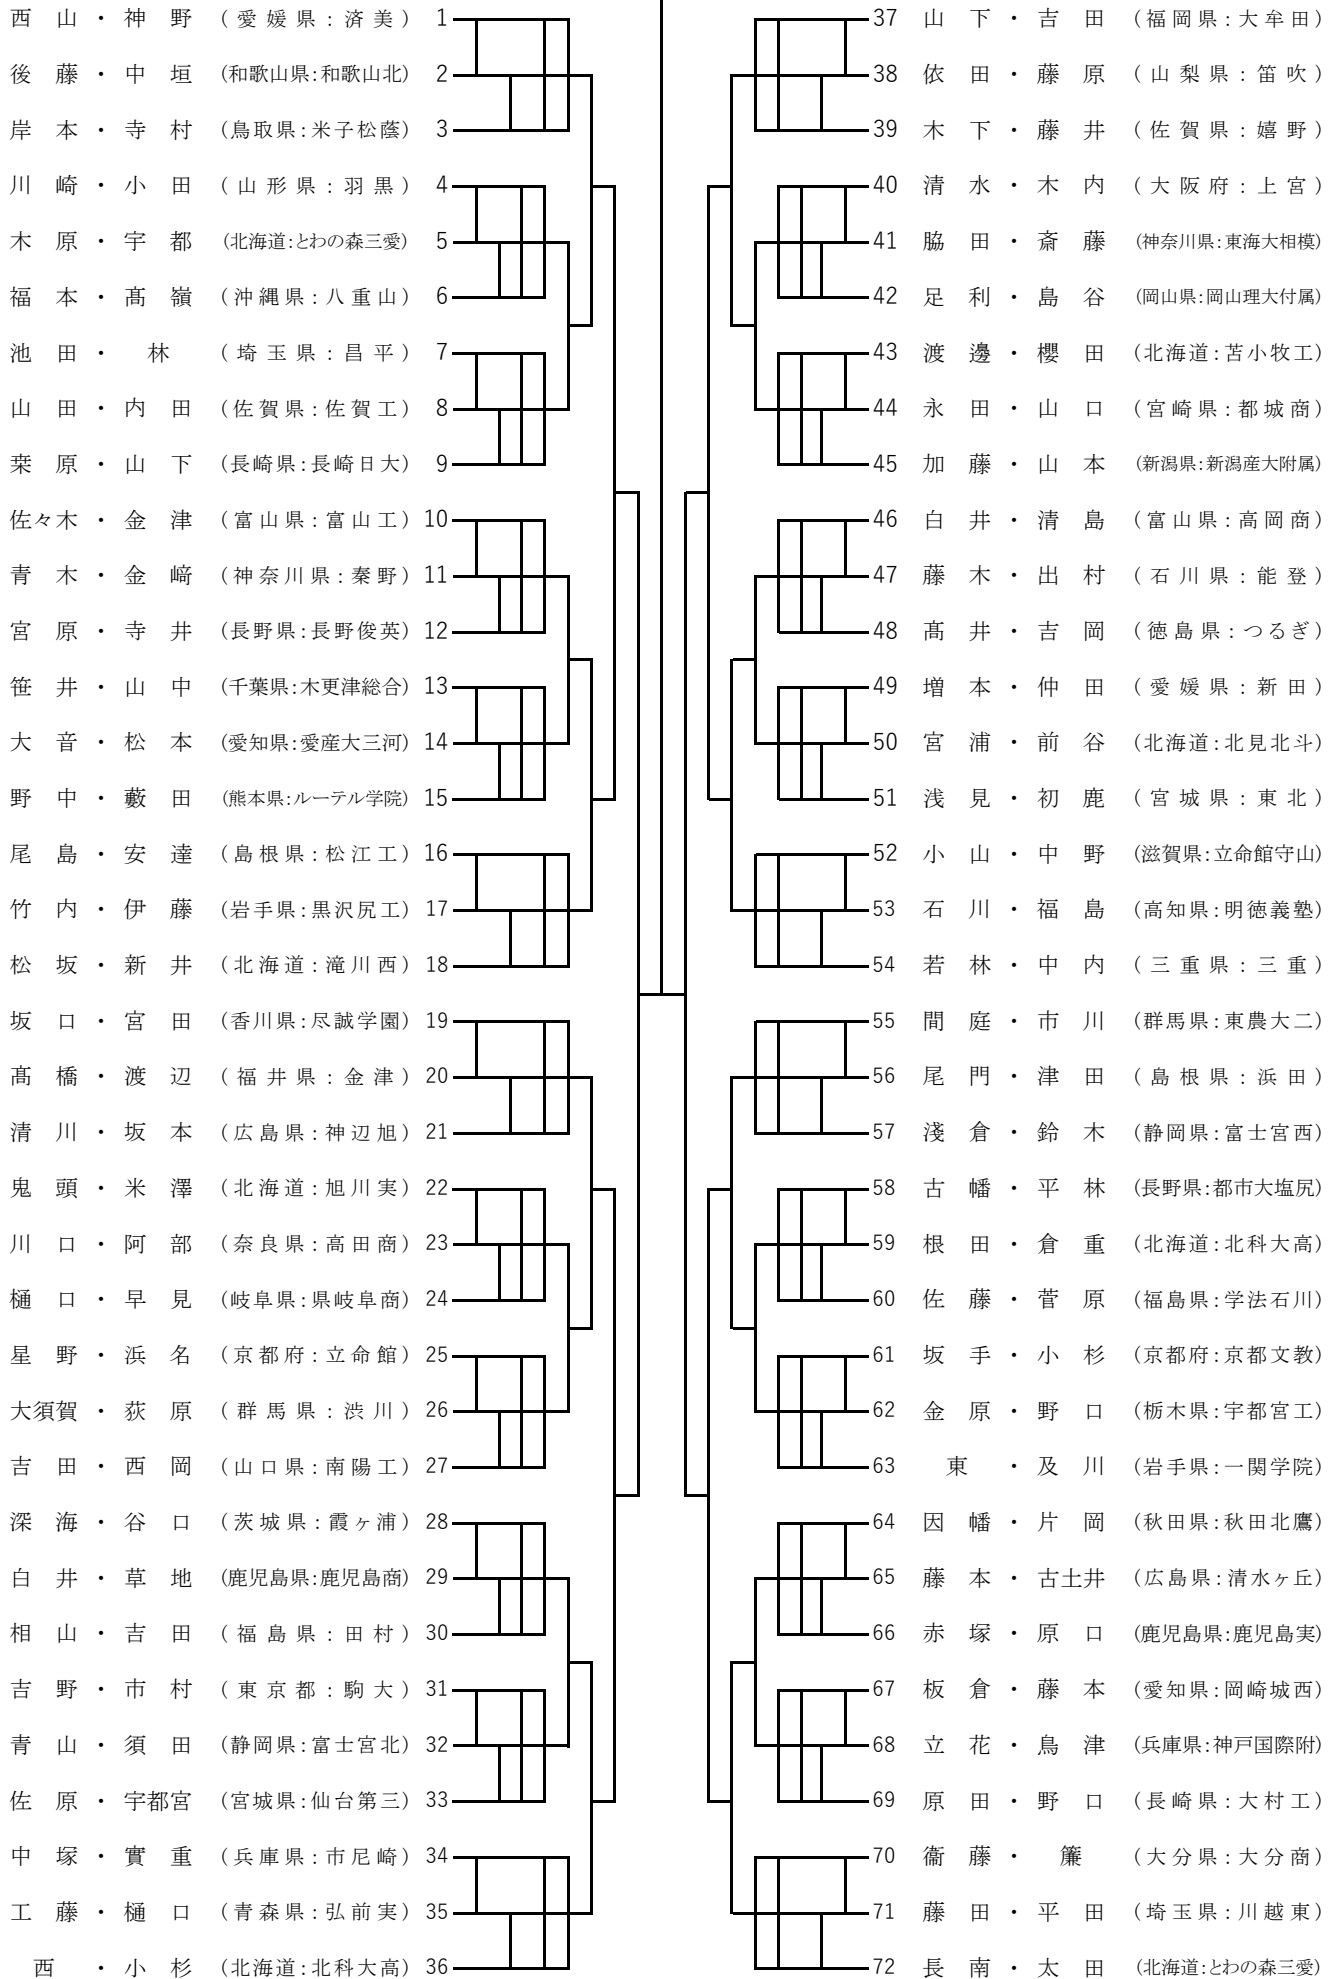 西山・神野 (愛媛県:済美) 1
後藤・中垣 (和歌山県:和歌山北) 2
岸本・寺村 (鳥取県:米子松蔭) 3
川崎・小田 (山形県:羽黒) 4
木原・宇都 (北海道:とわの森三愛) 5
福本・髙嶺 (沖縄県:八重山) 6
池田・林 (埼玉県:昌平) 7
山田・内田 (佐賀県:佐賀工) 8
桒原・山下 (長崎県:長崎日大) 9
佐々木・金津 (富山県:富山工) 10
青木・金﨑 (神奈川県:秦野) 11
宮原・寺井 (長野県:長野俊英) 12
笹井・山中 (千葉県:木更津総合) 13
大音・松本 (愛知県:愛産大三河) 14
野中・藪田 (熊本県:ルーテル学院) 15
尾島・安達 (島根県:松江工) 16
竹内・伊藤 (岩手県:黒沢尻工) 17
松坂・新井 (北海道:滝川西) 18
坂口・宮田 (香川県:尽誠学園) 19
髙橋・渡辺 (福井県:金津) 20
清川・坂本 (広島県:神辺旭) 21
鬼頭・米澤 (北海道:旭川実) 22
川口・阿部 (奈良県:高田商) 23
樋口・早見 (岐阜県:県岐阜商) 24
星野・浜名 (京都府:立命館) 25
大須賀・荻原 (群馬県:渋川) 26
吉田・西岡 (山口県:南陽工) 27
深海・谷口 (茨城県:霞ヶ浦) 28
白井・草地 (鹿児島県:鹿児島商) 29
相山・吉田 (福島県:田村) 30
吉野・市村 (東京都:駒大) 31
青山・須田 (静岡県:富士宮北) 32
佐原・宇都宮 (宮城県:仙台第三) 33
中塚・實重 (兵庫県:市尼崎) 34
工藤・樋口 (青森県:弘前実) 35
西・小杉 (北海道:北科大高) 36
37 山下・吉田 (福岡県:大牟田)
38 依田・藤原 (山梨県:笛吹)
39 木下・藤井 (佐賀県:嬉野)
40 清水・木内 (大阪府:上宮)
41 脇田・斎藤 (神奈川県:東海大相模)
42 足利・島谷 (岡山県:岡山理大付属)
43 渡邊・櫻田 (北海道:苫小牧工)
44 永田・山口 (宮崎県:都城商)
45 加藤・山本 (新潟県:新潟産大附属)
46 白井・清島 (富山県:高岡商)
47 藤木・出村 (石川県:能登)
48 髙井・吉岡 (徳島県:つるぎ)
49 増本・仲田 (愛媛県:新田)
50 宮浦・前谷 (北海道:北見北斗)
51 浅見・初鹿 (宮城県:東北)
52 小山・中野 (滋賀県:立命館守山)
53 石川・福島 (高知県:明徳義塾)
54 若林・中内 (三重県:三重)
55 間庭・市川 (群馬県:東農大二)
56 尾門・津田 (島根県:浜田)
57 淺倉・鈴木 (静岡県:富士宮西)
58 古幡・平林 (長野県:都市大塩尻)
59 根田・倉重 (北海道:北科大高)
60 佐藤・菅原 (福島県:学法石川)
61 坂手・小杉 (京都府:京都文教)
62 金原・野口 (栃木県:宇都宮工)
63 東・及川 (岩手県:一関学院)
64 因幡・片岡 (秋田県:秋田北鷹)
65 藤本・古土井 (広島県:清水ヶ丘)
66 赤塚・原口 (鹿児島県:鹿児島実)
67 板倉・藤本 (愛知県:岡崎城西)
68 立花・鳥津 (兵庫県:神戸国際附)
69 原田・野口 (長崎県:大村工)
70 衞藤・簾 (大分県:大分商)
71 藤田・平田 (埼玉県:川越東)
72 長南・太田 (北海道:とわの森三愛)